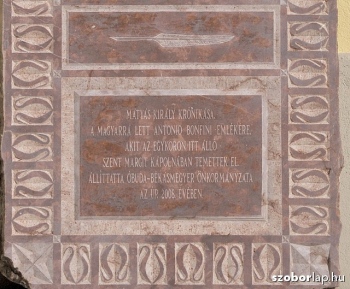 MÁTYÁS KIRÁLY KRÓNIKÁSA,
A MAGYARRÁ LETT ANTONIO BONFINI EMLÉKÉRE,
AKIT AZ EGYKORON ITT ÁLLÓ
SZENT MARGIT KÁPOLNÁBAN TEMETTEK EL.
ÁLLÍTTATTA ÓBUDA-BÉKÁSMEGYER ÖNKORMÁNYZATA
AZ ÚR 2008. ÉVÉBEN.
szoborlap.hu